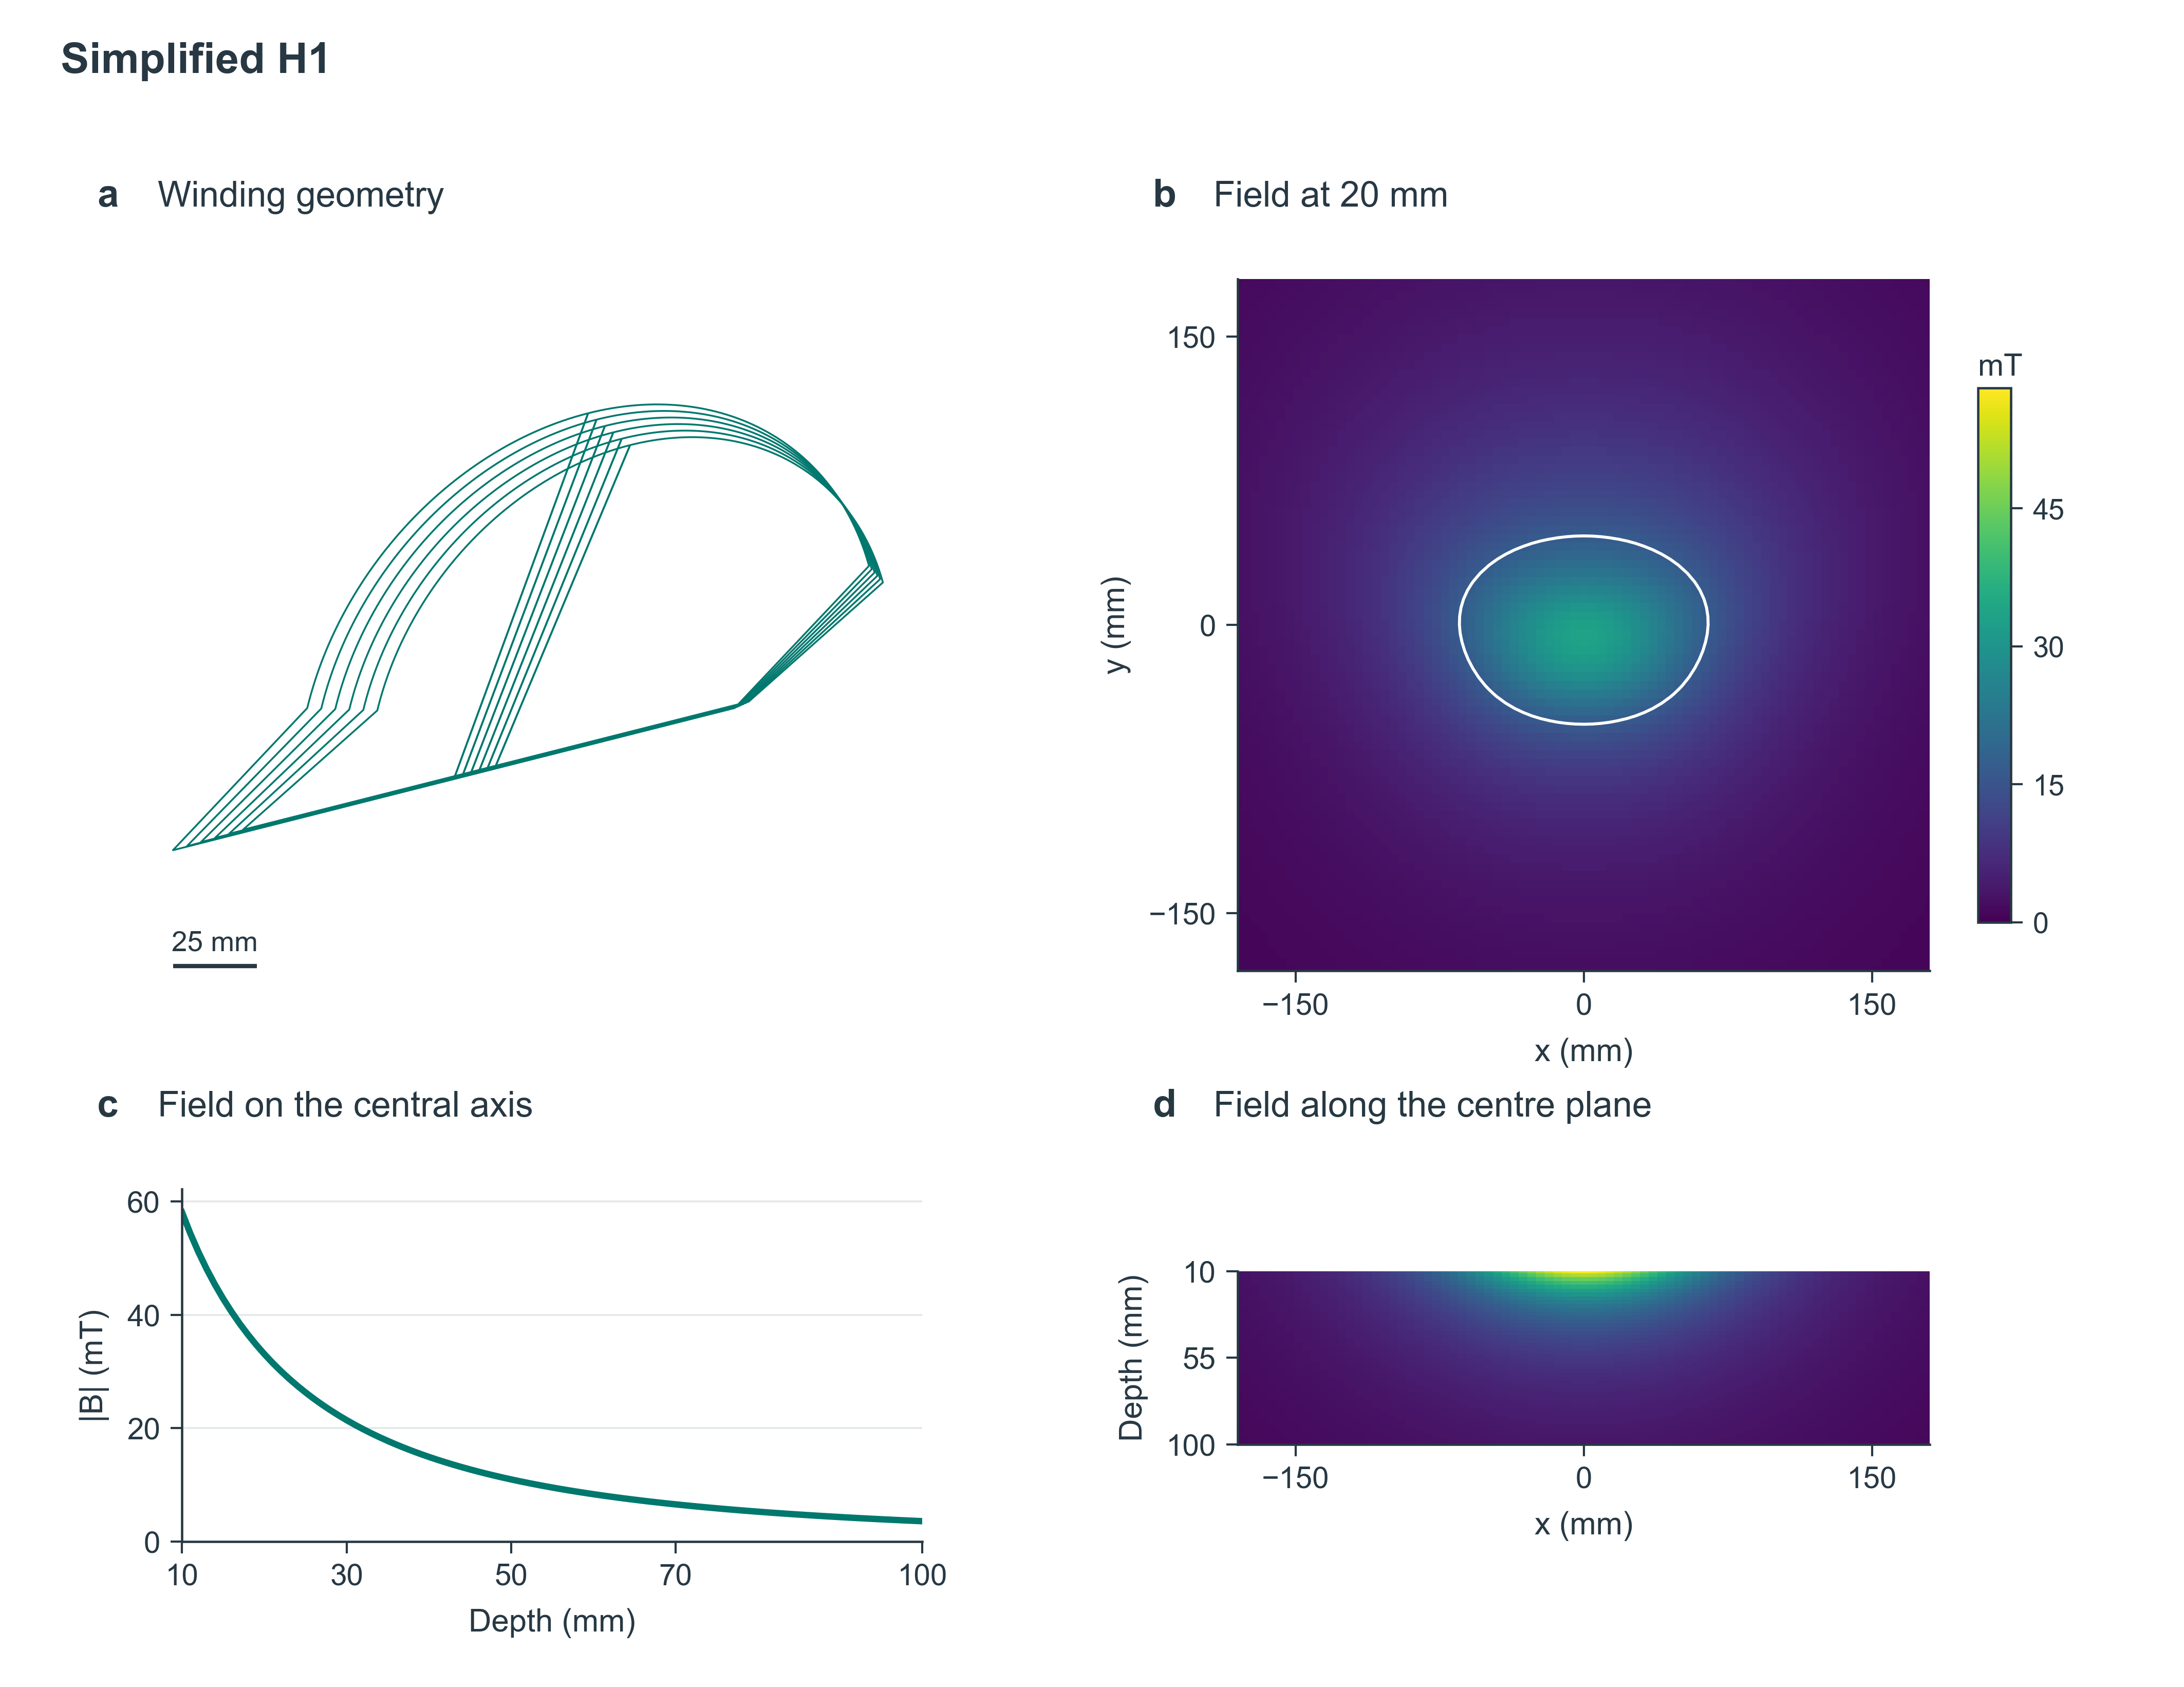 Simplified H1
a Winding geometry
25 mm
b Field at 20 mm
y (mm)
150
0
−150
−150 0 150
x (mm)
mT
45
30
15
0
c Field on the central axis
|B| (mT)
60
40
20
0
10 30 50 70 100
Depth (mm)
d Field along the centre plane
Depth (mm)
10
55
100
−150 0 150
x (mm)